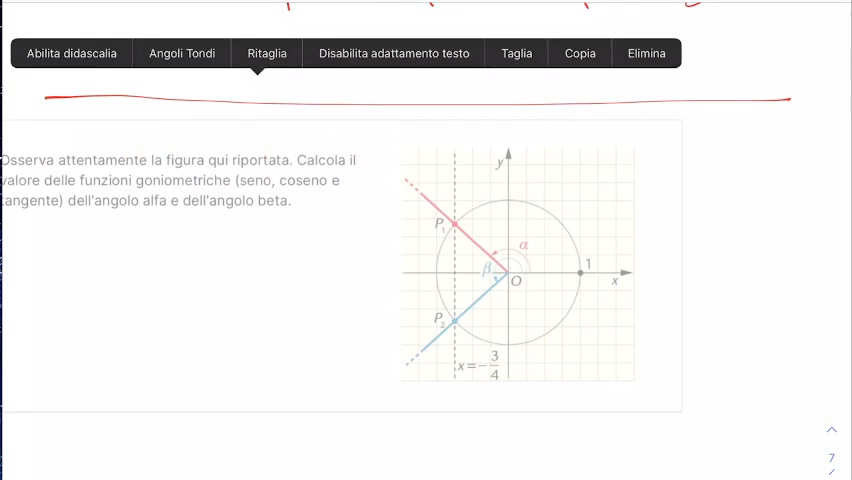 Abilita didascalia Angoli Tondi Ritaglia Disabilita adattamento testo Taglia Copia Elimina
Osserva attentamente la figura qui riportata. Calcola il
valore delle funzioni goniometriche (seno, coseno e
tangente) dell'angolo alfa e dell'angolo beta.
y
P₁
α
β
1
O
x
P₂
x=-3/4
7